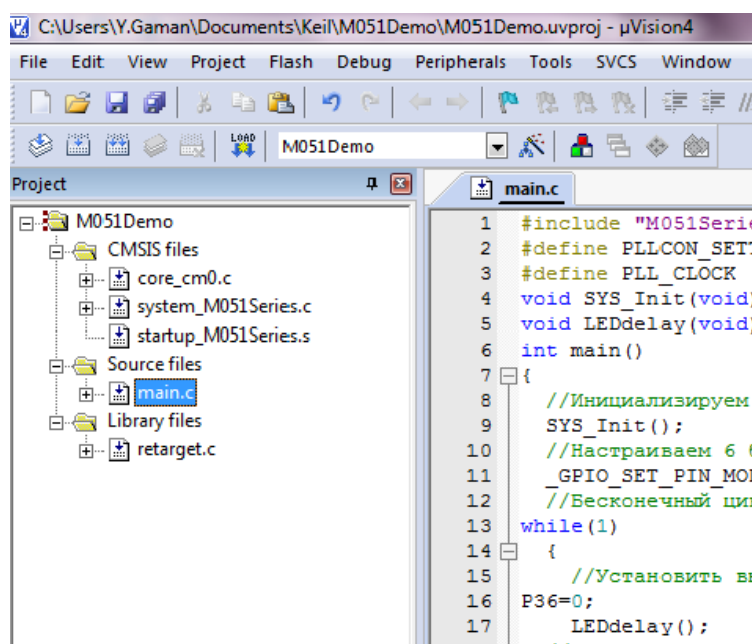 C:\Users\Y.Gaman\Documents\Keil\M051Demo\M051Demo.uvproj - µVision4
File Edit View Project Flash Debug Peripherals Tools SVCS Window
LOAD M051Demo
Project
main.c
M051Demo
CMSIS files
core_cm0.c
system_M051Series.c
startup_M051Series.s
Source files
main.c
Library files
retarget.c
1 #include "M051Serie
2 #define PLLCON_SETT
3 #define PLL_CLOCK
4 void SYS_Init(void)
5 void LEDdelay(void)
6 int main()
7 {
8 //Инициализируем
9 SYS_Init();
10 //Настраиваем 6
11 _GPIO_SET_PIN_MOD
12 //Бесконечный
13 while(1)
14 {
15 //Установить
16 P36=0;
17 LEDdelay();